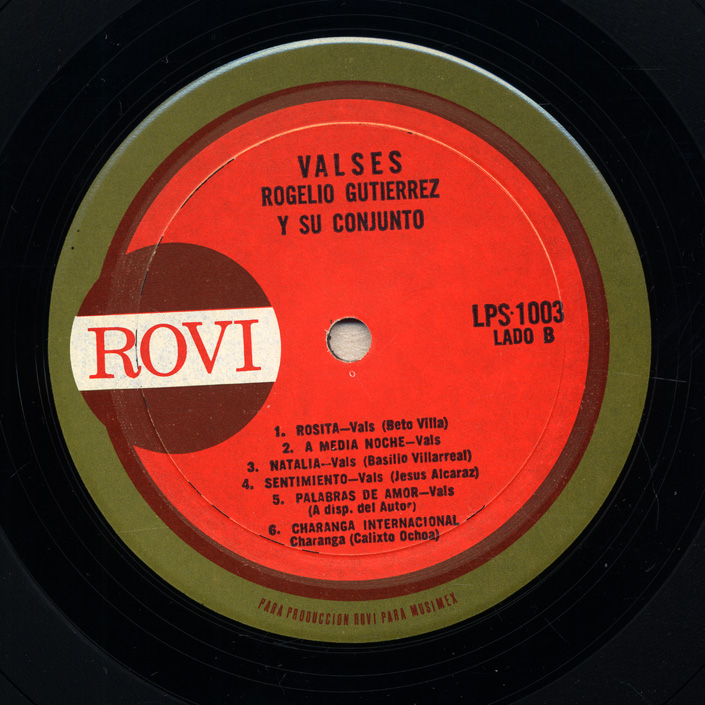 VALSES
ROGELIO GUTIERREZ
Y SU CONJUNTO
ROVI
LPS-1003
LADO B
1. ROSITA—Vals (Beto Villa)
2. A MEDIA NOCHE—Vals
3. NATALIA—Vals (Basilio Villarreal)
4. SENTIMIENTO—Vals (Jesus Alcaraz)
5. PALABRAS DE AMOR—Vals
(A disp. del Autor)
6. CHARANGA INTERNACIONAL
Charanga (Calixto Ochoa)
PARA PRODUCCION ROVI PARA MUSIMEX